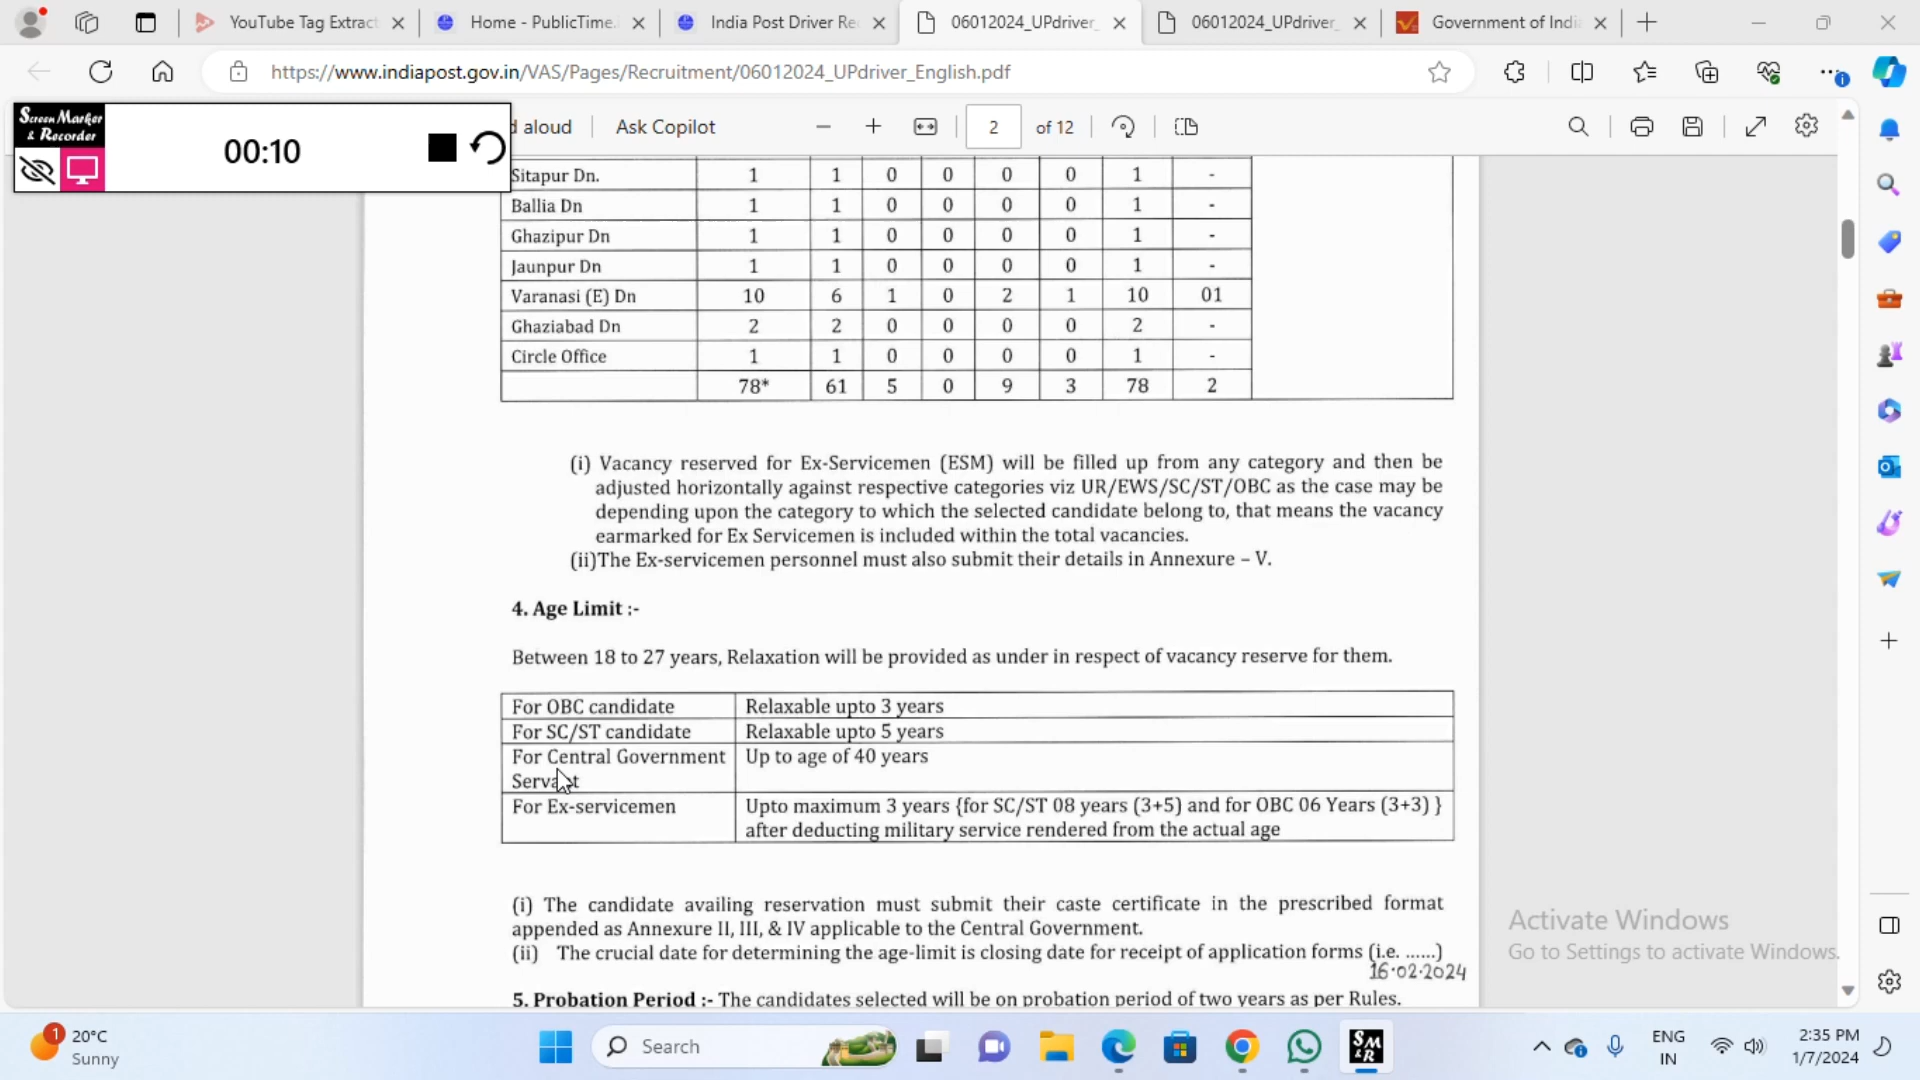 YouTube Tag Extract
Home - PublicTime.
India Post Driver Re
06012024_UPdriver_
06012024_UPdriver_
Government of Indi
https://www.indiapost.gov.in/VAS/Pages/Recruitment/06012024_UPdriver_English.pdf
Screen Marker
& Recorder
00:10
d aloud
Ask Copilot
2
of 12
Sitapur Dn. 1 1 0 0 0 0 1 -
Ballia Dn 1 1 0 0 0 0 1 -
Ghazipur Dn 1 1 0 0 0 0 1 -
Jaunpur Dn 1 1 0 0 0 0 1 -
Varanasi (E) Dn 10 6 1 0 2 1 10 01
Ghaziabad Dn 2 2 0 0 0 0 2 -
Circle Office 1 1 0 0 0 0 1 -
78* 61 5 0 9 3 78 2
(i) Vacancy reserved for Ex-Servicemen (ESM) will be filled up from any category and then be
adjusted horizontally against respective categories viz UR/EWS/SC/ST/OBC as the case may be
depending upon the category to which the selected candidate belong to, that means the vacancy
earmarked for Ex Servicemen is included within the total vacancies.
(ii)The Ex-servicemen personnel must also submit their details in Annexure – V.
4. Age Limit :-
Between 18 to 27 years, Relaxation will be provided as under in respect of vacancy reserve for them.
For OBC candidate Relaxable upto 3 years
For SC/ST candidate Relaxable upto 5 years
For Central Government Up to age of 40 years
Servant
For Ex-servicemen Upto maximum 3 years {for SC/ST 08 years (3+5) and for OBC 06 Years (3+3) }
after deducting military service rendered from the actual age
(i) The candidate availing reservation must submit their caste certificate in the prescribed format
appended as Annexure II, III, & IV applicable to the Central Government.
(ii) The crucial date for determining the age-limit is closing date for receipt of application forms (i.e. ......)
16.02.2024
5. Probation Period :- The candidates selected will be on probation period of two years as per Rules.
Activate Windows
Go to Settings to activate Windows.
1
20°C
Sunny
Search
SM
&R
ENG
IN
2:35 PM
1/7/2024